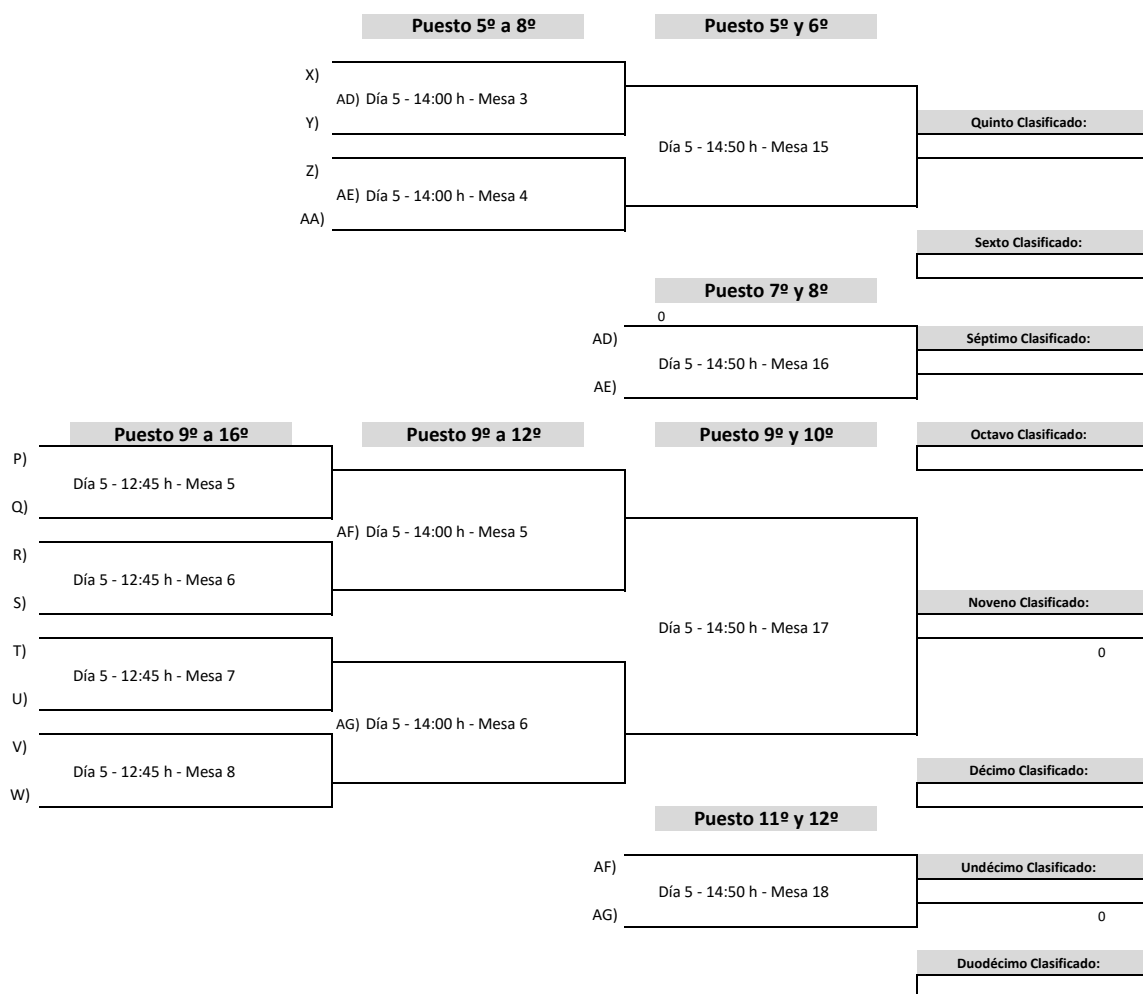 Puesto 5º a 8º Puesto 5º y 6º
X)
AD) Día 5 - 14:00 h - Mesa 3
Y) Quinto Clasificado:
Día 5 - 14:50 h - Mesa 15
Z)
AE) Día 5 - 14:00 h - Mesa 4
AA)
Sexto Clasificado:
Puesto 7º y 8º
0
AD) Séptimo Clasificado:
Día 5 - 14:50 h - Mesa 16
AE)
Puesto 9º a 16º Puesto 9º a 12º Puesto 9º y 10º Octavo Clasificado:
P)
Día 5 - 12:45 h - Mesa 5
Q)
AF) Día 5 - 14:00 h - Mesa 5
R)
Día 5 - 12:45 h - Mesa 6
S) Noveno Clasificado:
Día 5 - 14:50 h - Mesa 17
T) 0
Día 5 - 12:45 h - Mesa 7
U)
AG) Día 5 - 14:00 h - Mesa 6
V)
Día 5 - 12:45 h - Mesa 8 Décimo Clasificado:
W)
Puesto 11º y 12º
AF) Undécimo Clasificado:
Día 5 - 14:50 h - Mesa 18
AG) 0
Duodécimo Clasificado: